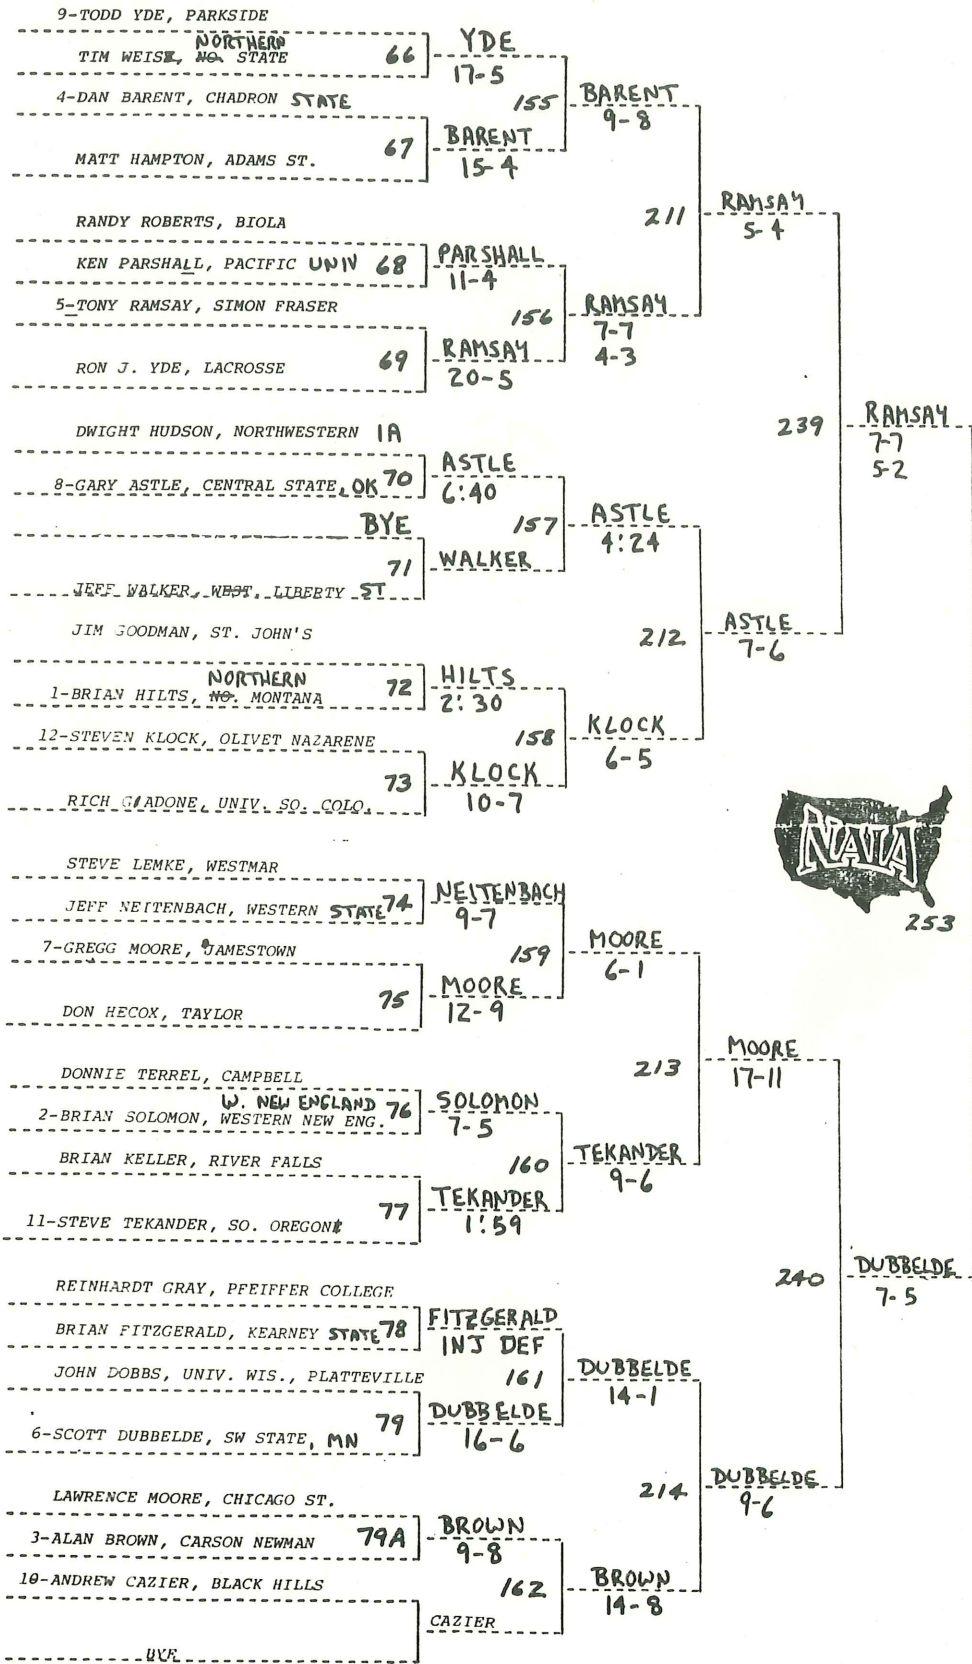 9-TODD YDE, PARKSIDE
NORTHERN
TIM WEISZ, NO. STATE 66
YDE
17-5
4-DAN BARENT, CHADRON STATE
155
BARENT
9-8
MATT HAMPTON, ADAMS ST. 67
BARENT
15-4
211
RAMSAY
5-4
RANDY ROBERTS, BIOLA
KEN PARSHALL, PACIFIC UNIV 68
PARSHALL
11-4
5-TONY RAMSAY, SIMON FRASER
156
RAMSAY
7-7
4-3
RON J. YDE, LACROSSE 69
RAMSAY
20-5
239
RAMSAY
7-7
5-2
DWIGHT HUDSON, NORTHWESTERN IA
8-GARY ASTLE, CENTRAL STATE, OK 70
ASTLE
6:40
BYE
157
ASTLE
4:24
71
WALKER
JEFF WALKER, WEST. LIBERTY ST
212
ASTLE
7-6
JIM GOODMAN, ST. JOHN'S
NORTHERN
1-BRIAN HILTS, NO. MONTANA 72
HILTS
2:30
12-STEVEN KLOCK, OLIVET NAZARENE
158
KLOCK
6-5
73
KLOCK
10-7
RICH GIADONE, UNIV. SO. COLO.
NAIA
253
STEVE LEMKE, WESTMAR
JEFF NEITENBACH, WESTERN STATE 74
NEITENBACH
9-7
7-GREGG MOORE, JAMESTOWN
159
MOORE
6-1
75
MOORE
12-9
DON HECOX, TAYLOR
213
MOORE
17-11
DONNIE TERREL, CAMPBELL
W. NEW ENGLAND
2-BRIAN SOLOMON, WESTERN NEW ENG. 76
SOLOMON
7-5
BRIAN KELLER, RIVER FALLS
160
TEKANDER
9-6
77
TEKANDER
1:59
11-STEVE TEKANDER, SO. OREGON
240
DUBBELDE
7-5
REINHARDT GRAY, PFEIFFER COLLEGE
BRIAN FITZGERALD, KEARNEY STATE 78
FITZGERALD
INJ DEF
JOHN DOBBS, UNIV. WIS., PLATTEVILLE
161
DUBBELDE
14-1
79
DUBBELDE
16-6
6-SCOTT DUBBELDE, SW STATE, MN
214
DUBBELDE
9-6
LAWRENCE MOORE, CHICAGO ST.
3-ALAN BROWN, CARSON NEWMAN 79A
BROWN
9-8
10-ANDREW CAZIER, BLACK HILLS
162
BROWN
14-8
CAZIER
BYE